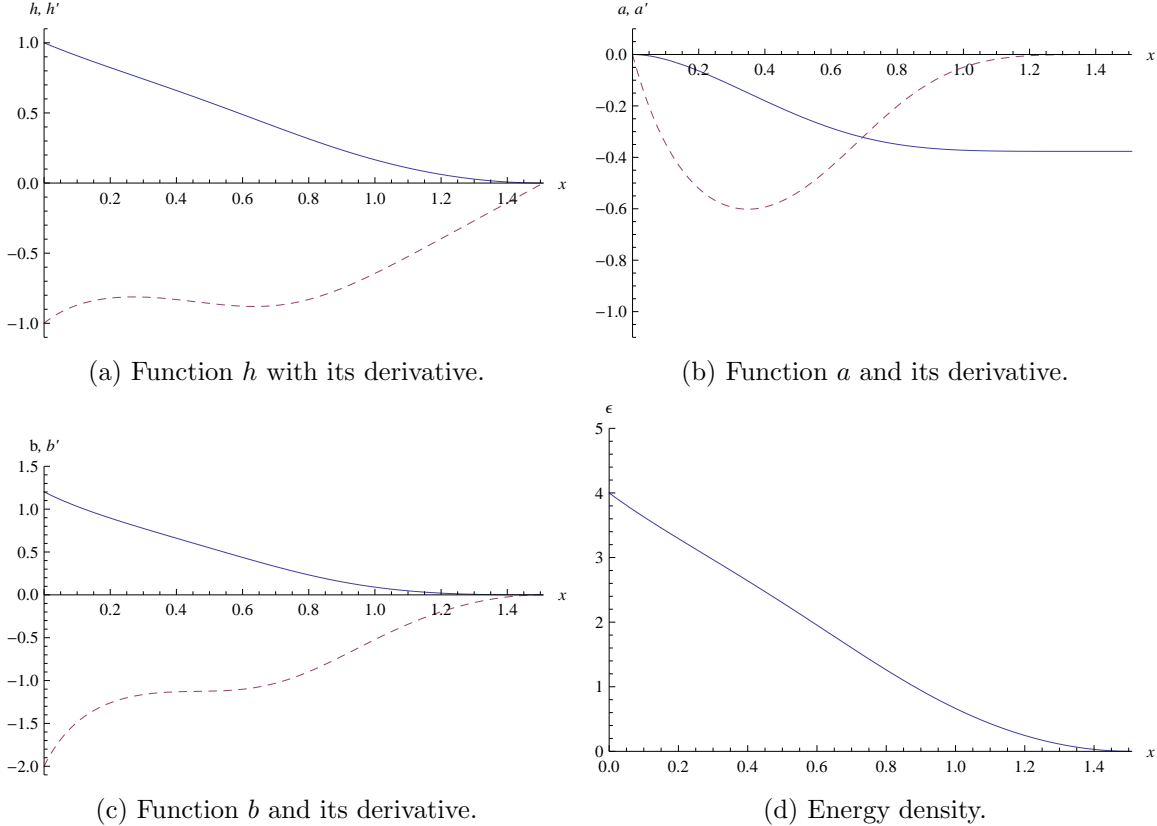 h, h′
1.0
0.5
0.0
−0.5
−1.0
0.2 0.4 0.6 0.8 1.0 1.2 1.4
x
(a) Function h with its derivative.
a, a′
0.0
−0.2
−0.4
−0.6
−0.8
−1.0
0.2 0.4 0.6 0.8 1.0 1.2 1.4
x
(b) Function a and its derivative.
b, b′
1.5
1.0
0.5
0.0
−0.5
−1.0
−1.5
−2.0
0.2 0.4 0.6 0.8 1.0 1.2 1.4
x
(c) Function b and its derivative.
ϵ
5
4
3
2
1
0
0.0 0.2 0.4 0.6 0.8 1.0 1.2 1.4
x
(d) Energy density.